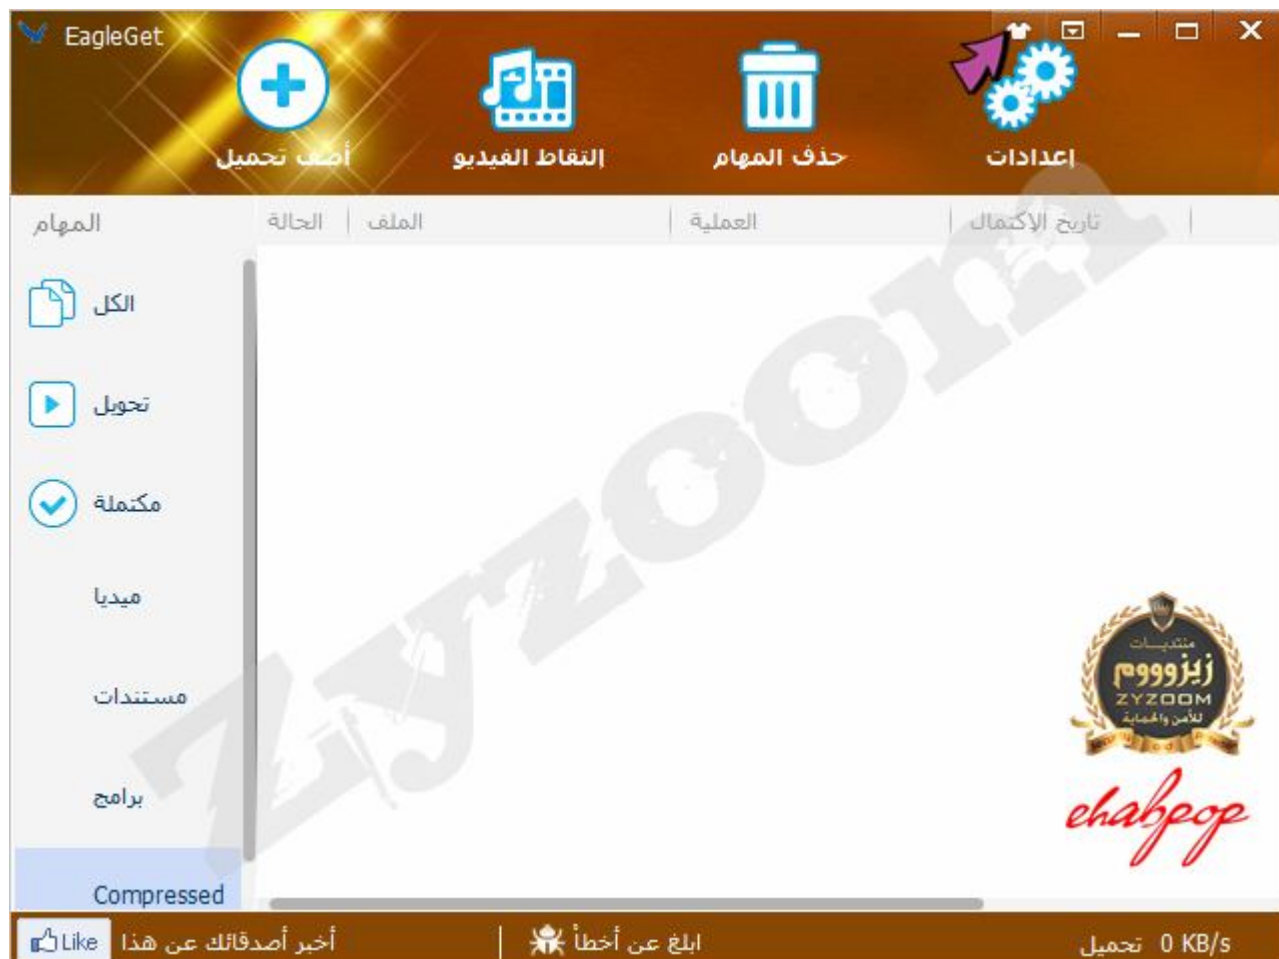 EagleGet
أضف تحميل
إلتقاط الفيديو
حذف المهام
إعدادات
المهام
الحالة
الملف
العملية
تاريخ الإكتمال
الكل
تحويل
مكتملة
ميديا
مستندات
برامج
Compressed
Zyzoom
منتديات
زيزوووم
ZYZOOM
للأمن والحماية
ehabpop
Like
أخبر أصدقائك عن هذا
ابلغ عن أخطأ
0 KB/s تحميل